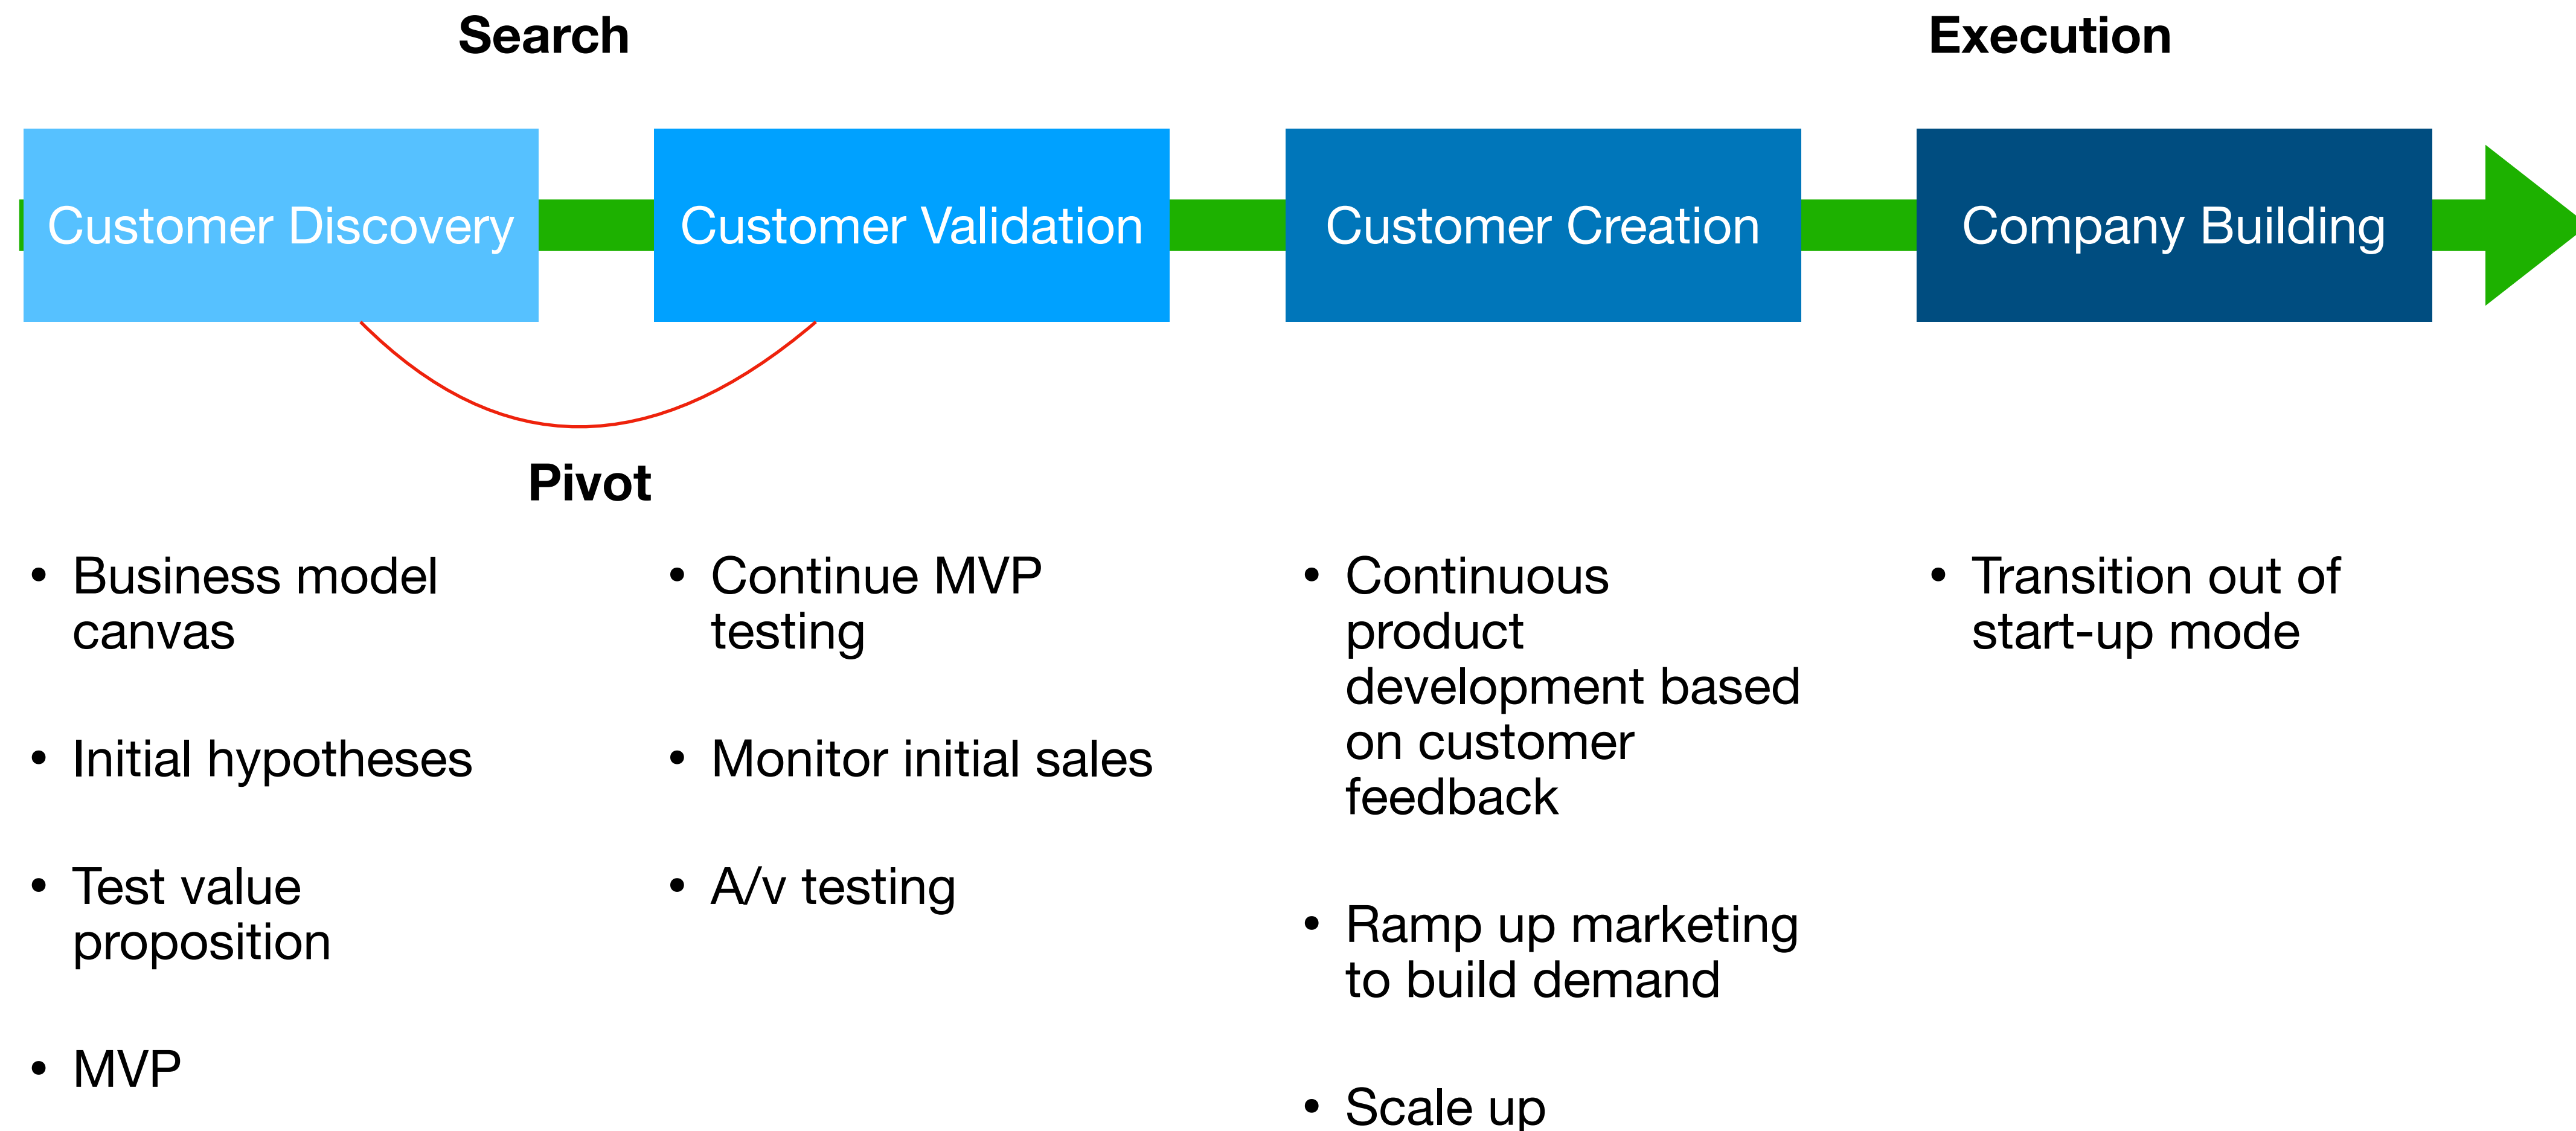 Search
Execution
Customer Discovery
Customer Validation
Customer Creation
Company Building
Pivot
• Business model
canvas
• Initial hypotheses
• Test value
proposition
• MVP
• Continue MVP
testing
• Monitor initial sales
• A/v testing
• Continuous
product
development based
on customer
feedback
• Ramp up marketing
to build demand
• Scale up
• Transition out of
start-up mode